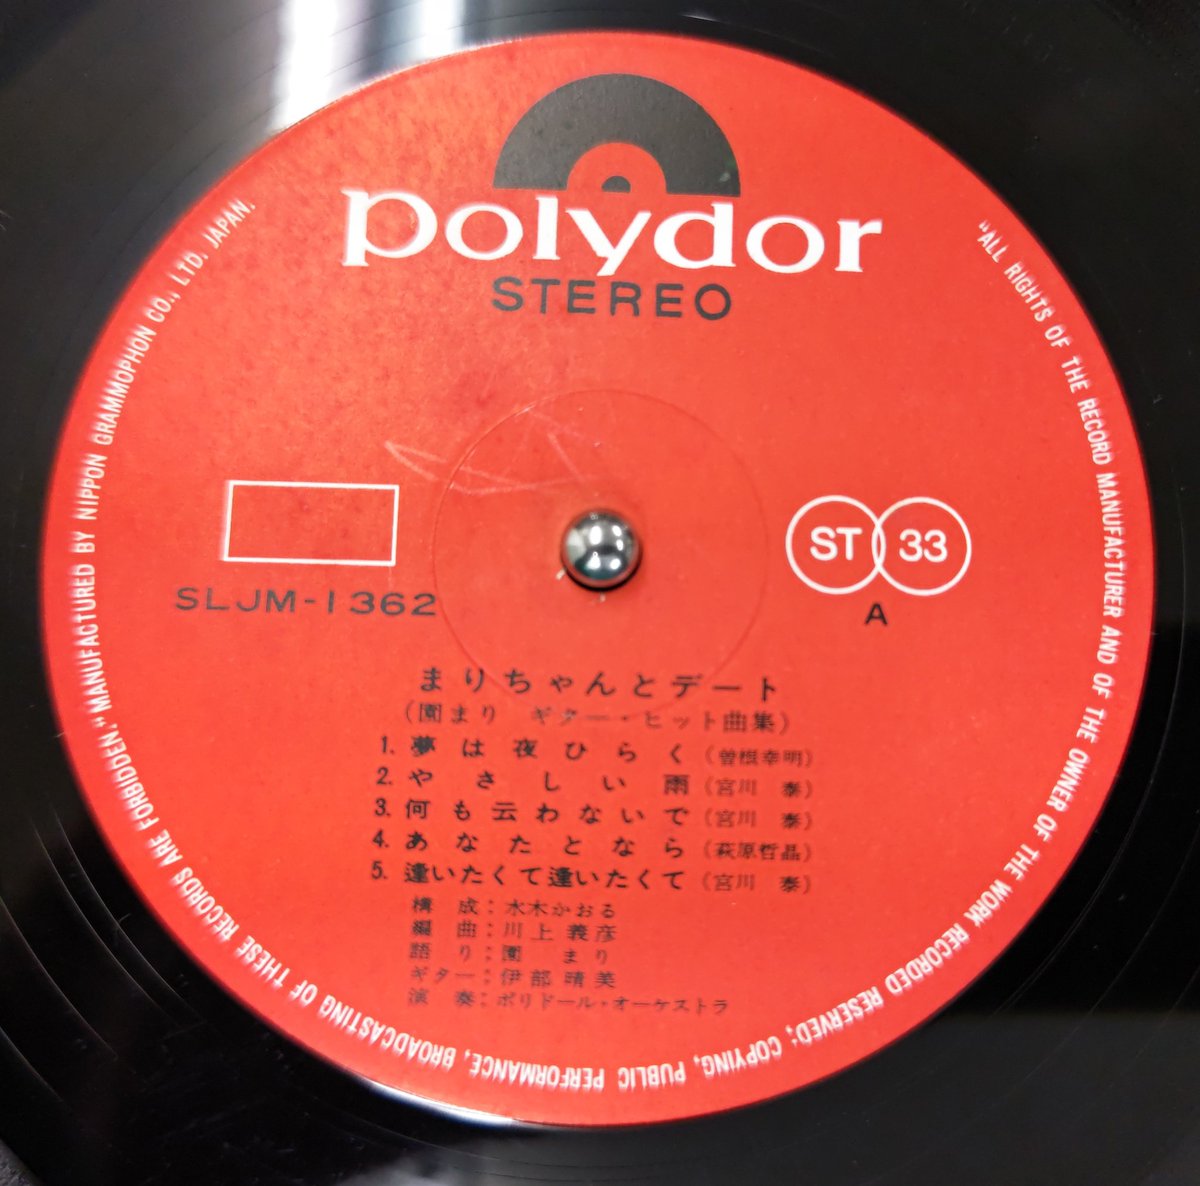 polydor
STEREO
SLJM-1362
ST 33
A
まりちゃんとデート
(園まり ギター・ヒット曲集)
1. 夢は夜ひらく (曽根幸明)
2. やさしい雨 (宮川 泰)
3. 何も云わないで (宮川 泰)
4. あなたとなら (萩原哲晶)
5. 逢いたくて逢いたくて (宮川 泰)
構成:水木かおる
編曲:川上義彦
語り:園まり
ギター:伊部晴美
演奏:ポリドール・オーケストラ
"ALL RIGHTS OF THE RECORD MANUFACTURER AND OF THE OWNER OF THE WORK RECORDED RESERVED; COPYING, PUBLIC PERFORMANCE, BROADCASTING OF THESE RECORDS ARE FORBIDDEN," MANUFACTURED BY NIPPON GRAMMOPHON CO., LTD. JAPAN.